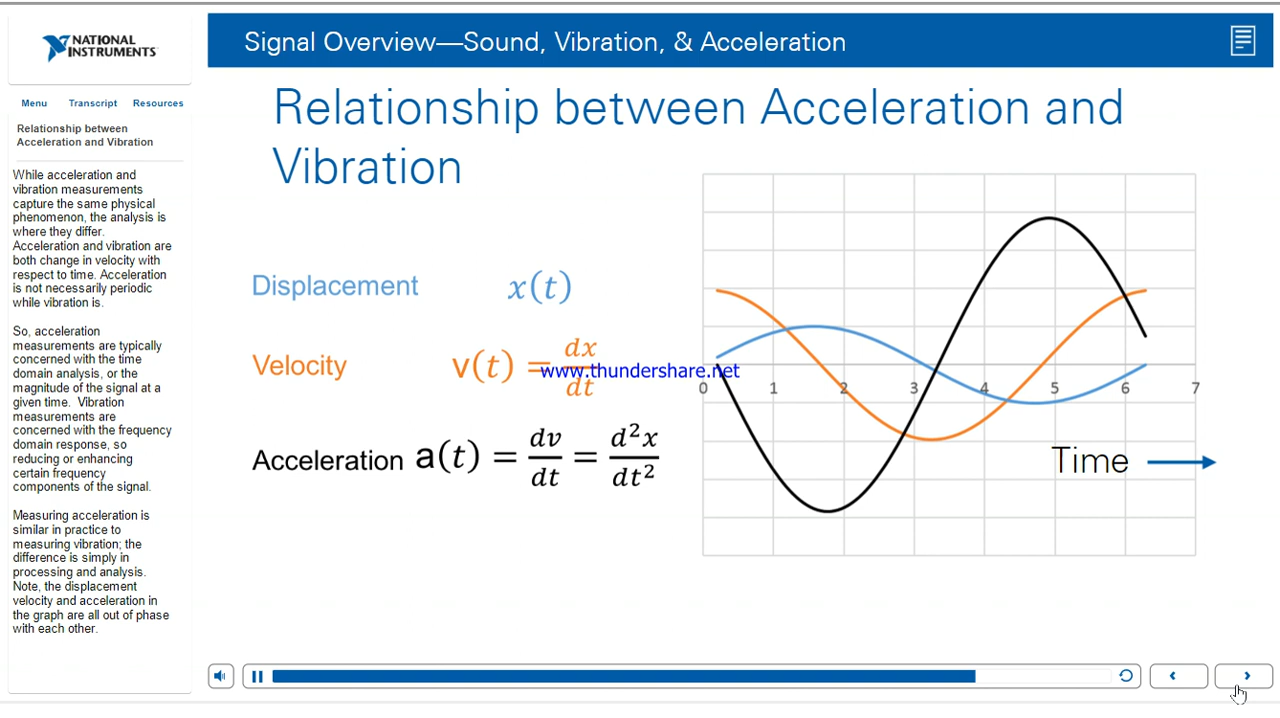 NATIONAL
INSTRUMENTS
Menu Transcript Resources
Relationship between
Acceleration and Vibration
While acceleration and
vibration measurements
capture the same physical
phenomenon, the analysis is
where they differ.
Acceleration and vibration are
both change in velocity with
respect to time. Acceleration
is not necessarily periodic
while vibration is.
So, acceleration
measurements are typically
concerned with the time
domain analysis, or the
magnitude of the signal at a
given time. Vibration
measurements are
concerned with the frequency
domain response, so
reducing or enhancing
certain frequency
components of the signal.
Measuring acceleration is
similar in practice to
measuring vibration; the
difference is simply in
processing and analysis.
Note, the displacement
velocity and acceleration in
the graph are all out of phase
with each other.
Signal Overview—Sound, Vibration, & Acceleration
Relationship between Acceleration and
Vibration
Displacement x(t)
Velocity v(t) = dx/dt
www.thundershare.net
Acceleration a(t) = dv/dt = d²x/dt²
0 1 2 3 4 5 6 7
Time